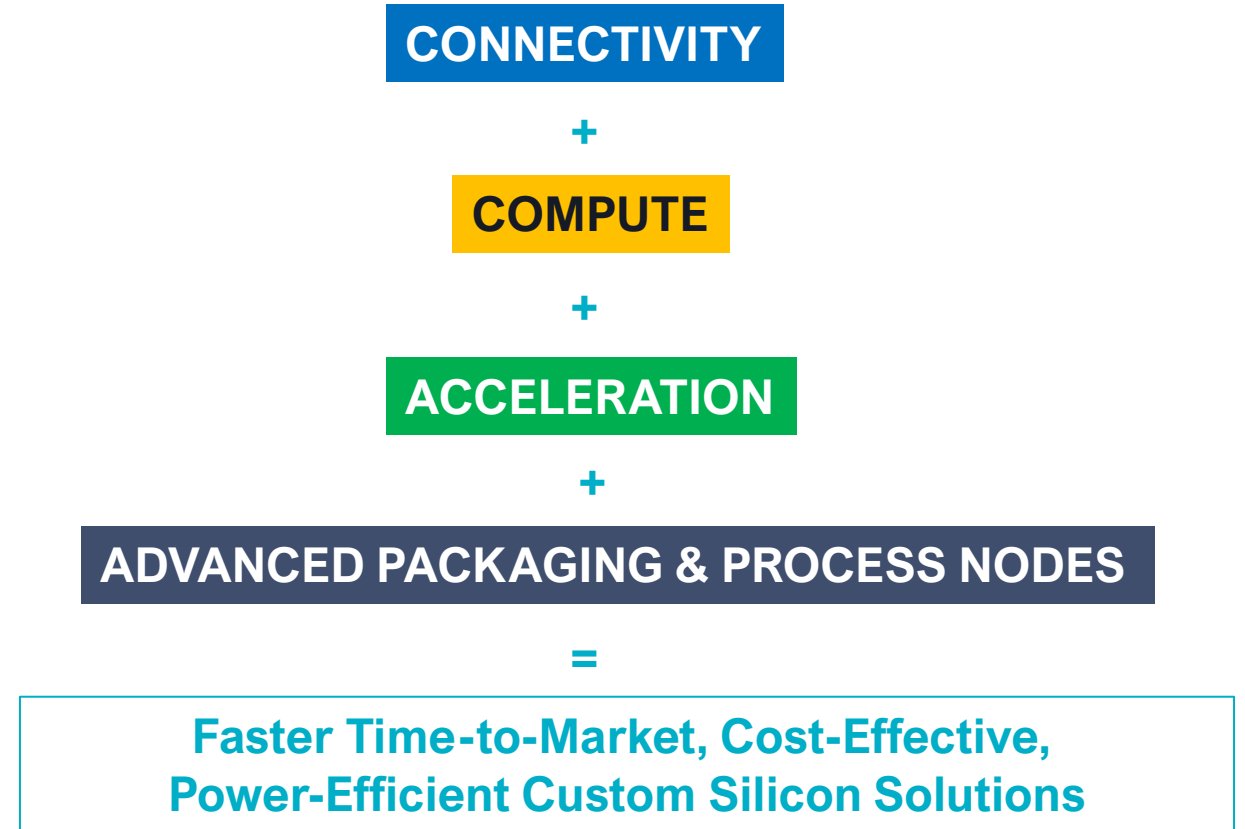 CONNECTIVITY
+
COMPUTE
+
ACCELERATION
+
ADVANCED PACKAGING & PROCESS NODES
=
Faster Time-to-Market, Cost-Effective,
Power-Efficient Custom Silicon Solutions